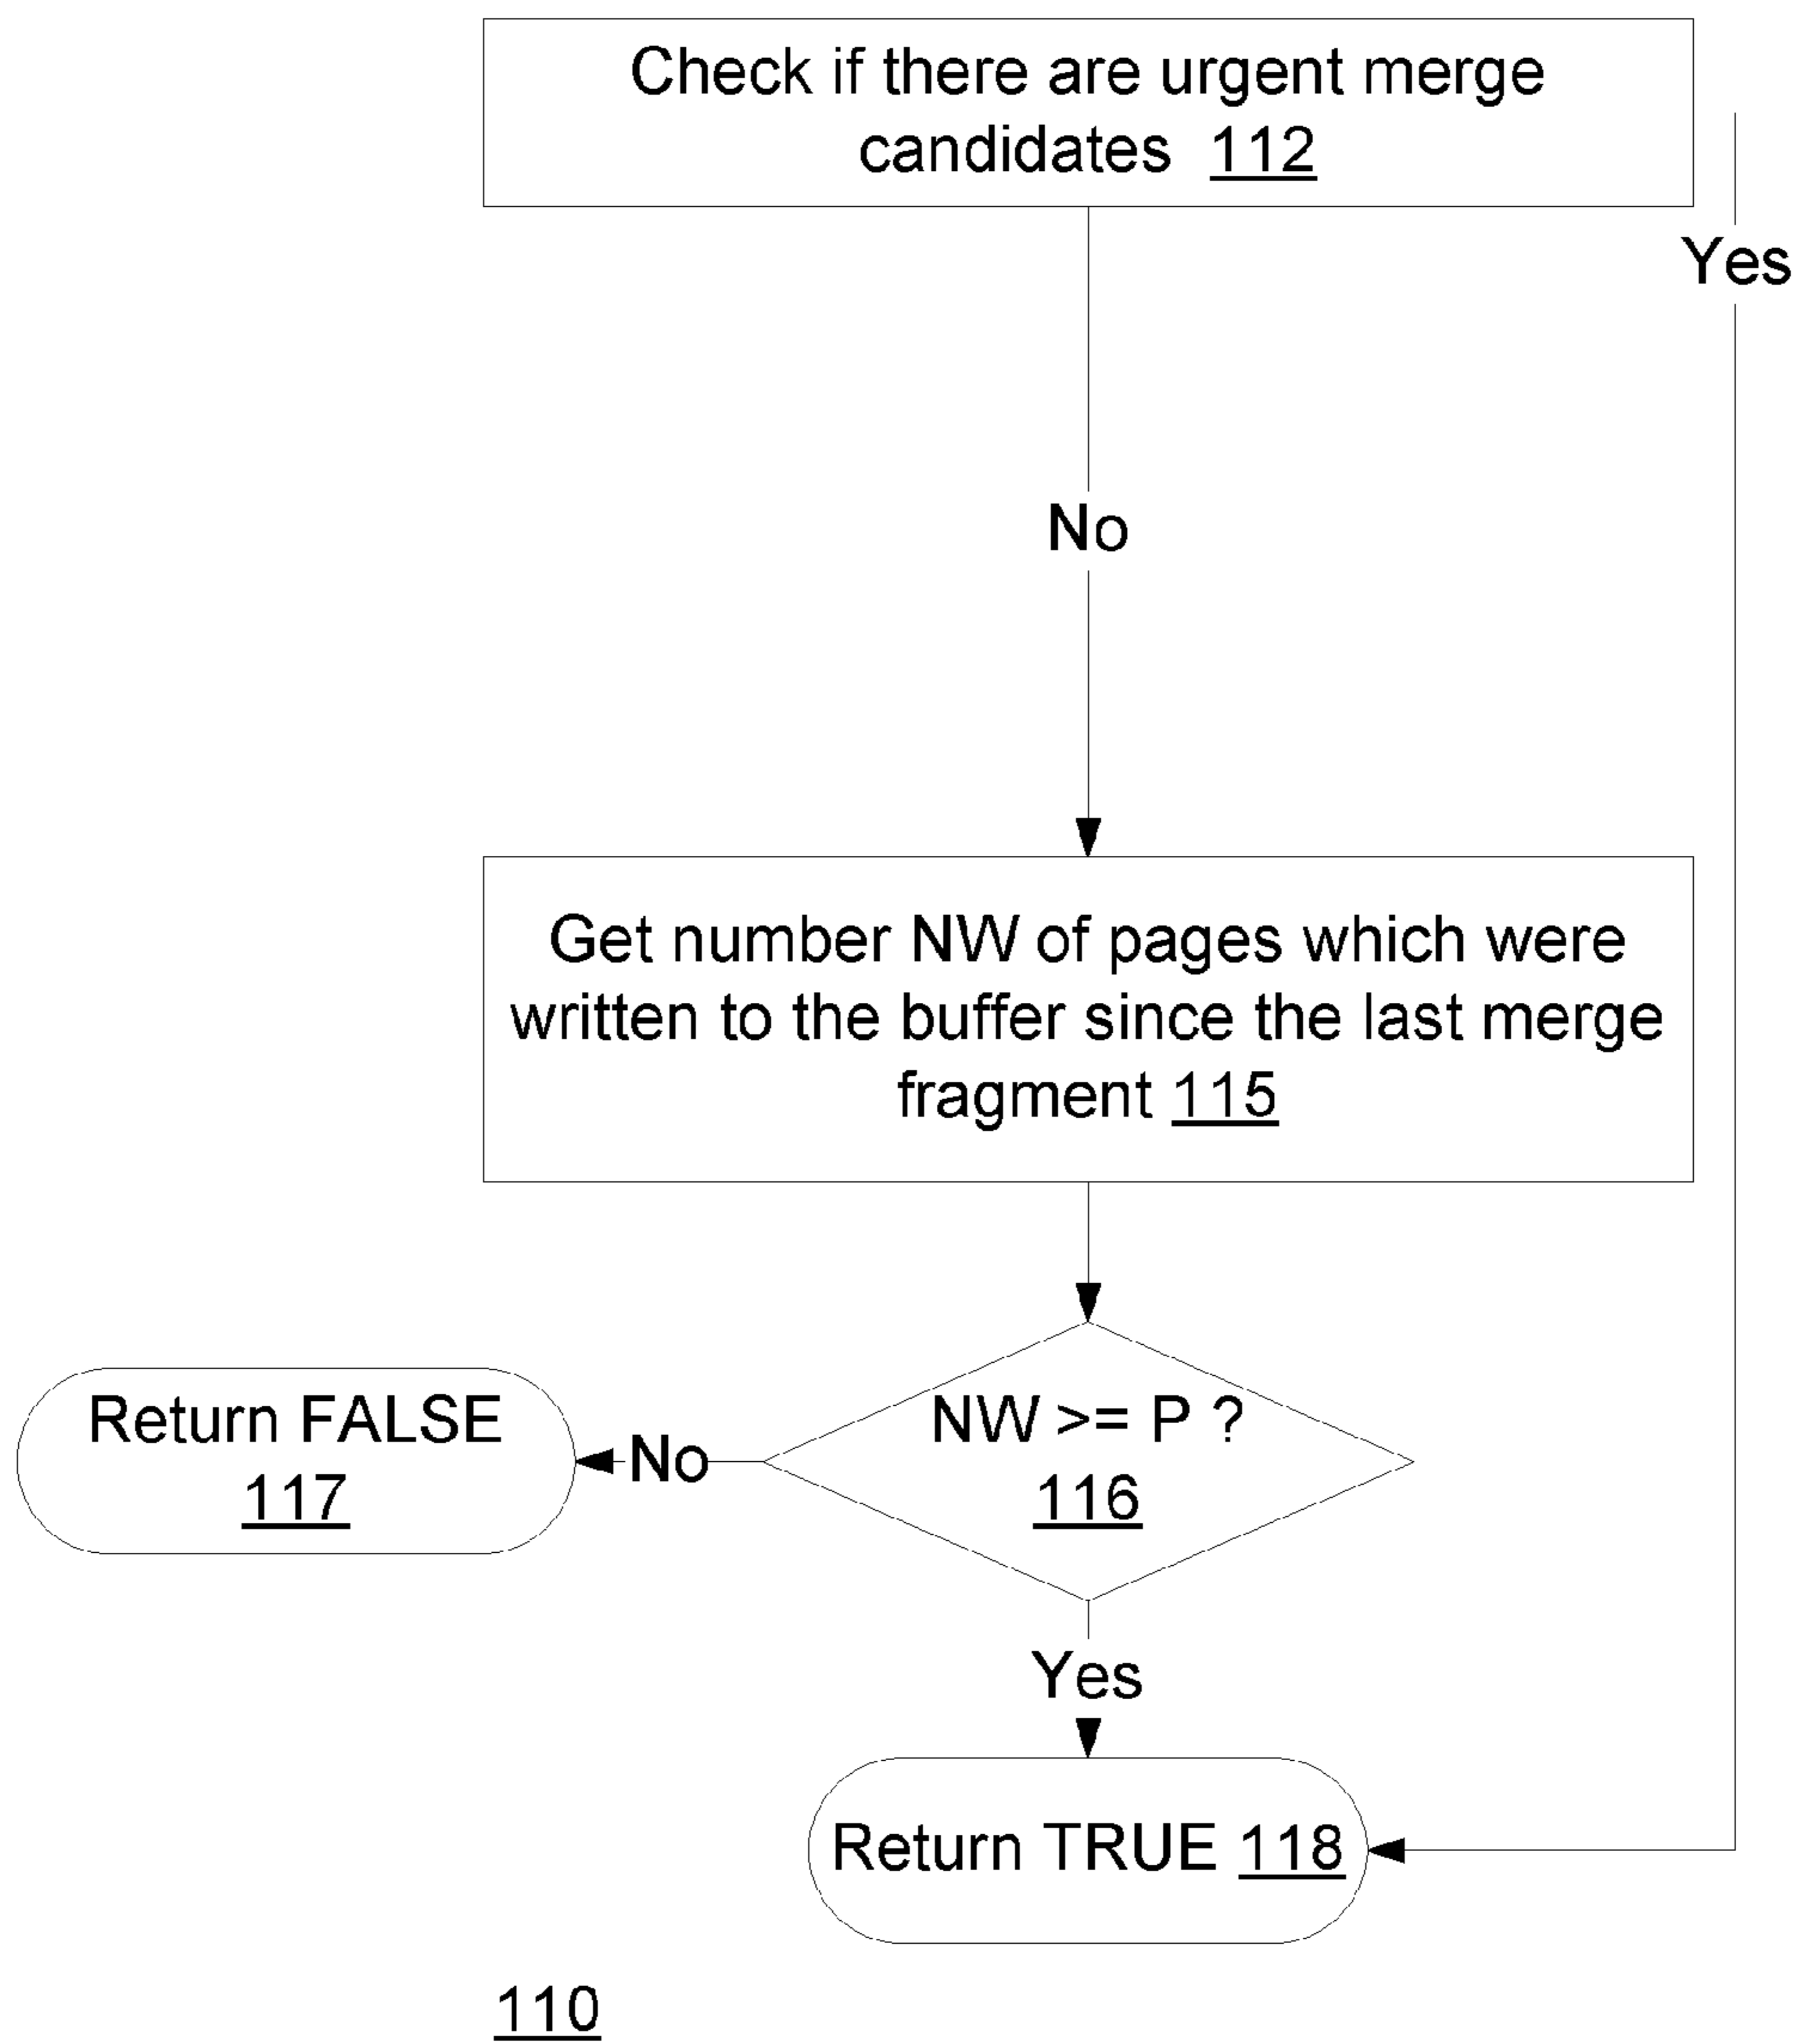 Check if there are urgent merge
candidates 112
Yes
No
Get number NW of pages which were
written to the buffer since the last merge
fragment 115
NW >= P ?
116
No
Return FALSE
117
Yes
Return TRUE 118
110